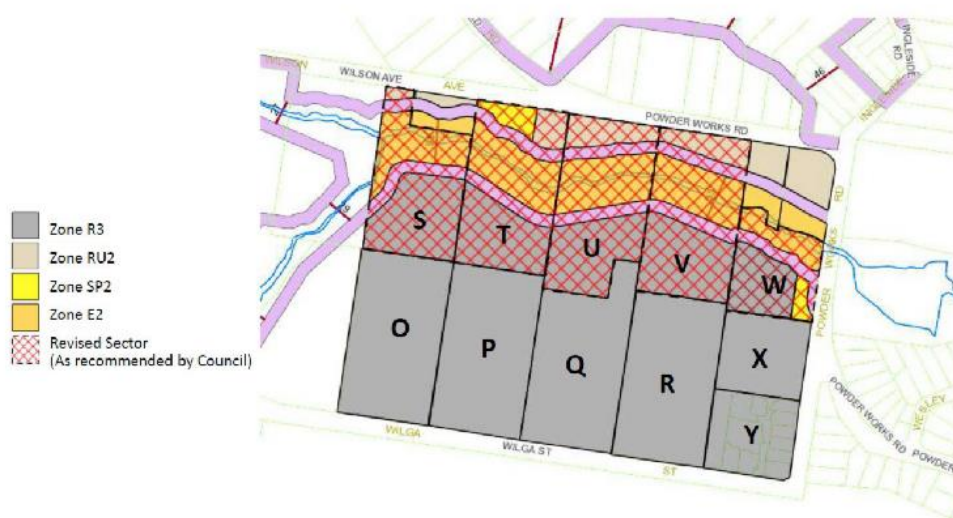 WILSON AVE
AVE
POWDER WORKS RD
INGLESIDE
RD
46
Zone R3
Zone RU2
Zone SP2
Zone E2
Revised Sector
(As recommended by Council)
S
T
U
V
W
O
P
Q
R
X
Y
RD
WORKS
POWDER
WILGA
WILGA ST
ST
POWDER WORKS RD
POWDER
WESLEY